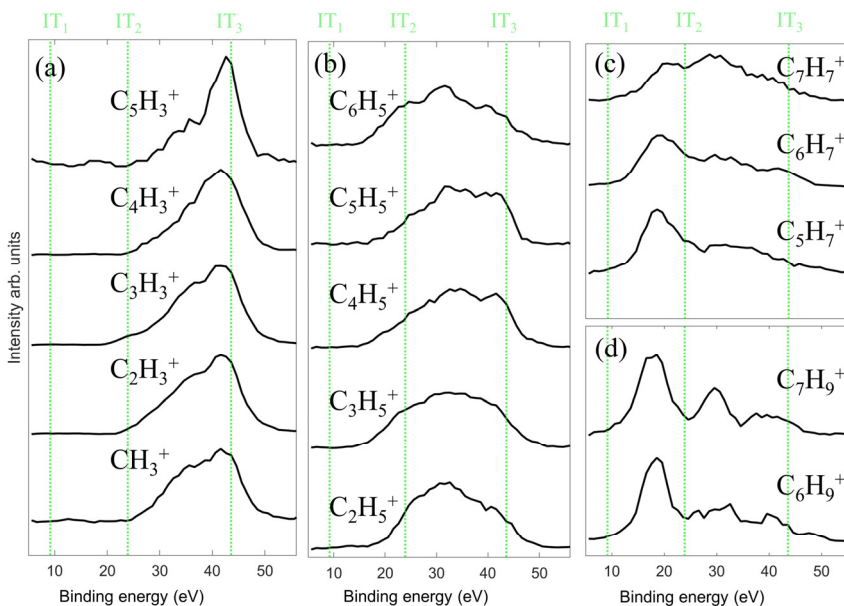 IT₁ IT₂ IT₃ IT₁ IT₂ IT₃ IT₁ IT₂ IT₃
Intensity arb. units
(a)
C₅H₃⁺
C₄H₃⁺
C₃H₃⁺
C₂H₃⁺
CH₃⁺
10 20 30 40 50
Binding energy (eV)
(b)
C₆H₅⁺
C₅H₅⁺
C₄H₅⁺
C₃H₅⁺
C₂H₅⁺
10 20 30 40 50
Binding energy (eV)
(c)
C₇H₇⁺
C₆H₇⁺
C₅H₇⁺
(d)
C₇H₉⁺
C₆H₉⁺
10 20 30 40 50
Binding energy (eV)